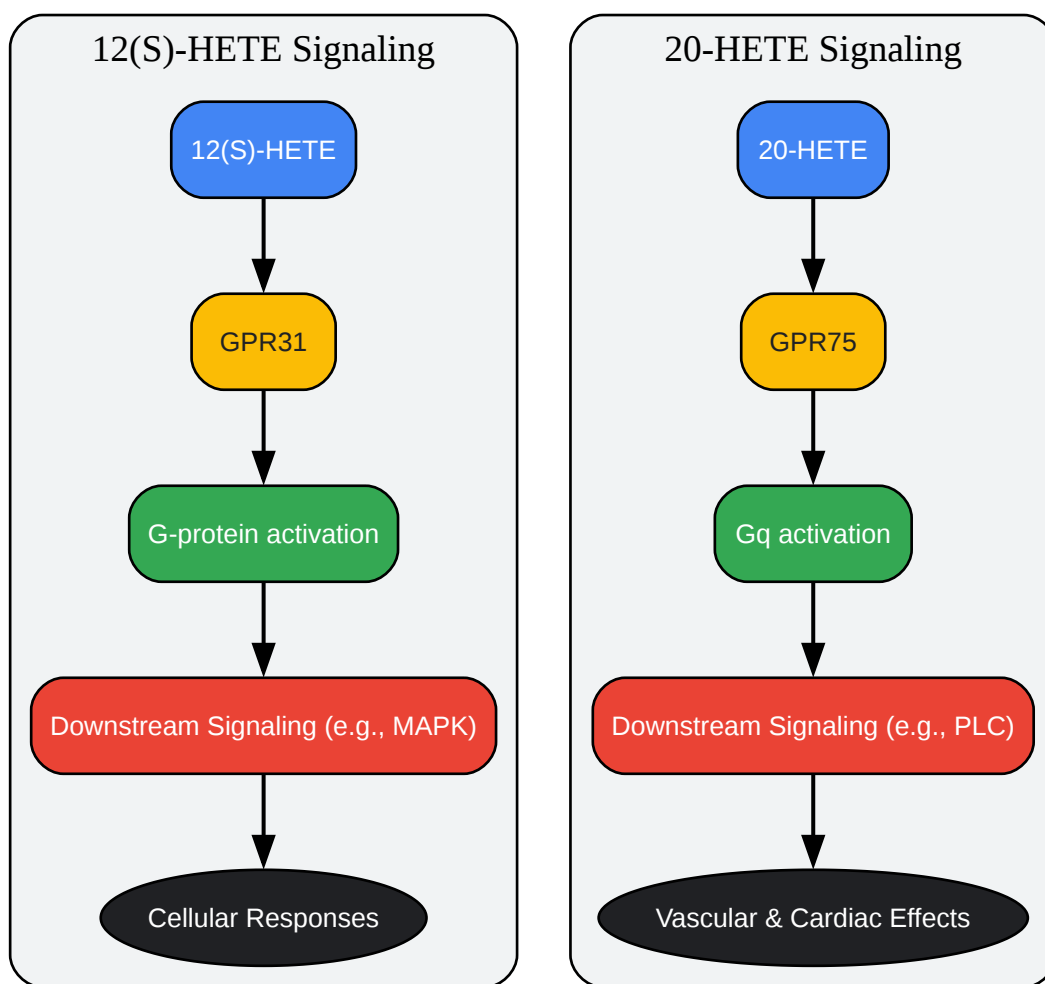 12(S)-HETE Signaling
12(S)-HETE
GPR31
G-protein activation
Downstream Signaling (e.g., MAPK)
Cellular Responses
20-HETE Signaling
20-HETE
GPR75
Gq activation
Downstream Signaling (e.g., PLC)
Vascular & Cardiac Effects